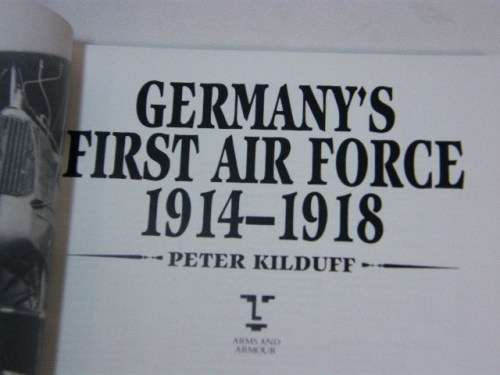 GERMANY'S
FIRST AIR FORCE
1914–1918
PETER KILDUFF
ARMS AND
ARMOUR